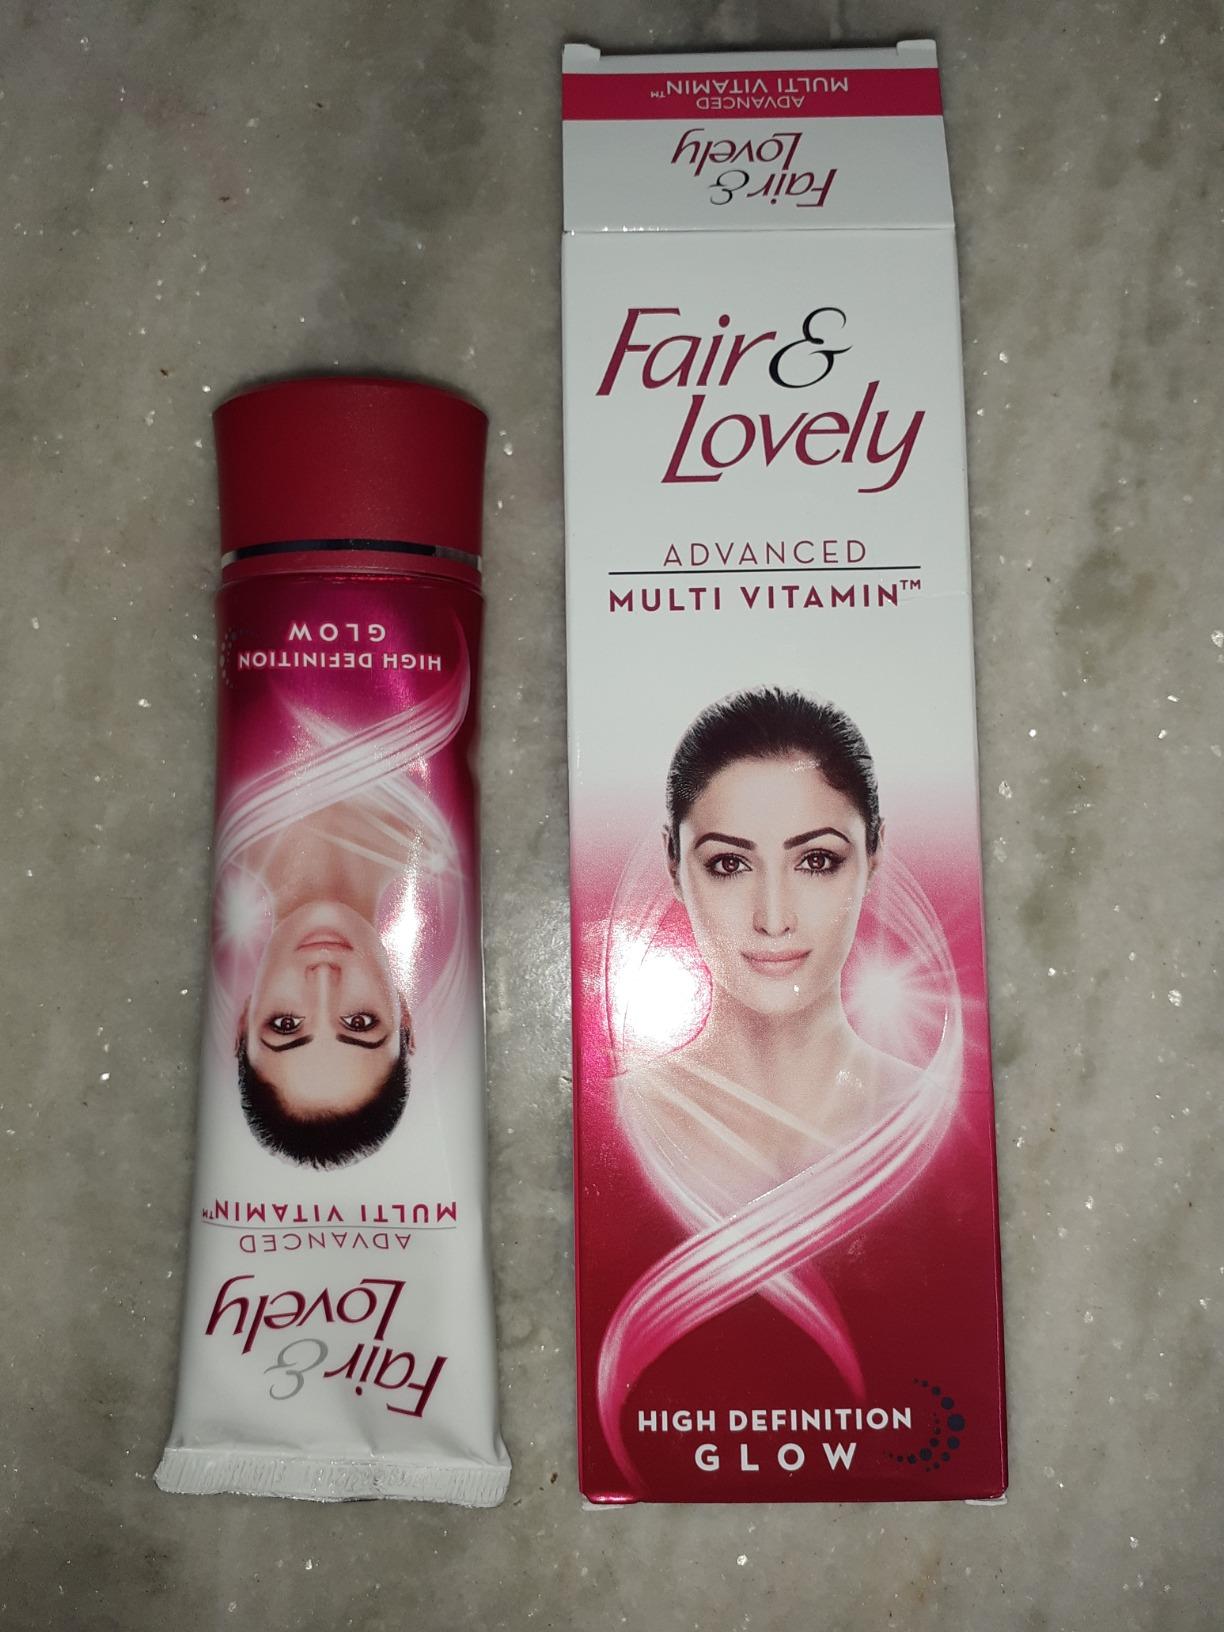 ADVANCED
MULTI VITAMIN™
Fair &
Lovely
Fair &
Lovely
ADVANCED
MULTI VITAMIN™
HIGH DEFINITION
GLOW
Fair &
Lovely
ADVANCED
MULTI VITAMIN™
HIGH DEFINITION
GLOW